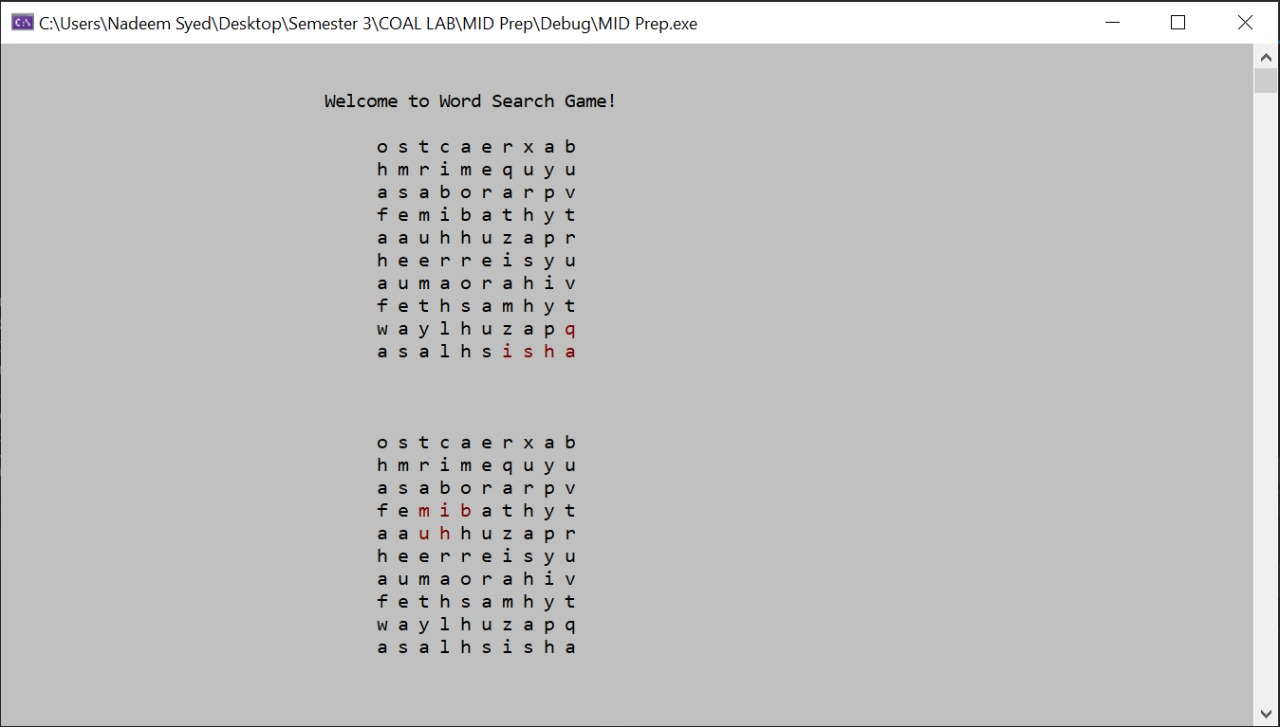 C:\Users\Nadeem Syed\Desktop\Semester 3\COAL LAB\MID Prep\Debug\MID Prep.exe
Welcome to Word Search Game!
o s t c a e r x a b
h m r i m e q u y u
a s a b o r a r p v
f e m i b a t h y t
a a u h h u z a p r
h e e r r e i s y u
a u m a o r a h i v
f e t h s a m h y t
w a y l h u z a p q
a s a l h s i s h a
o s t c a e r x a b
h m r i m e q u y u
a s a b o r a r p v
f e m i b a t h y t
a a u h h u z a p r
h e e r r e i s y u
a u m a o r a h i v
f e t h s a m h y t
w a y l h u z a p q
a s a l h s i s h a